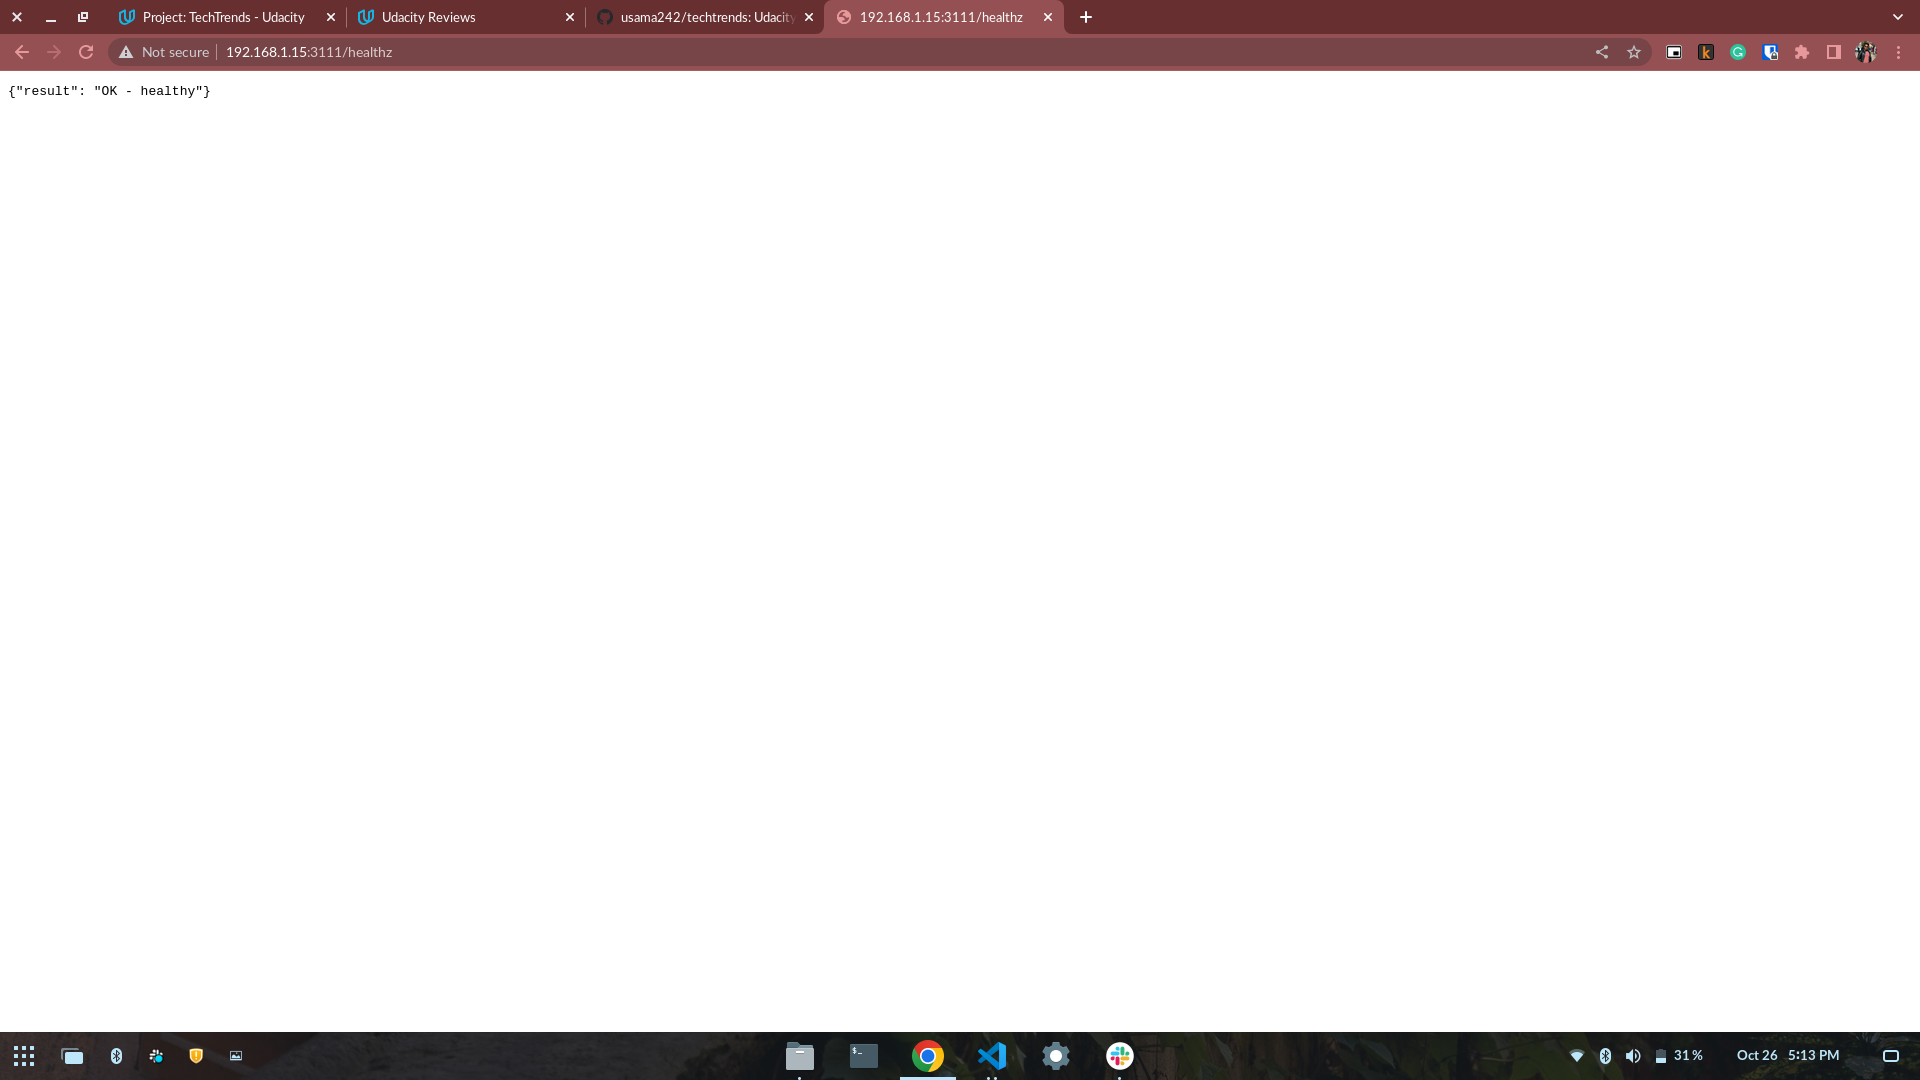 Project: TechTrends - Udacity
Udacity Reviews
usama242/techtrends: Udacity
192.168.1.15:3111/healthz
Not secure
192.168.1.15:3111/healthz
{"result": "OK - healthy"}
31 %
Oct 26 5:13 PM